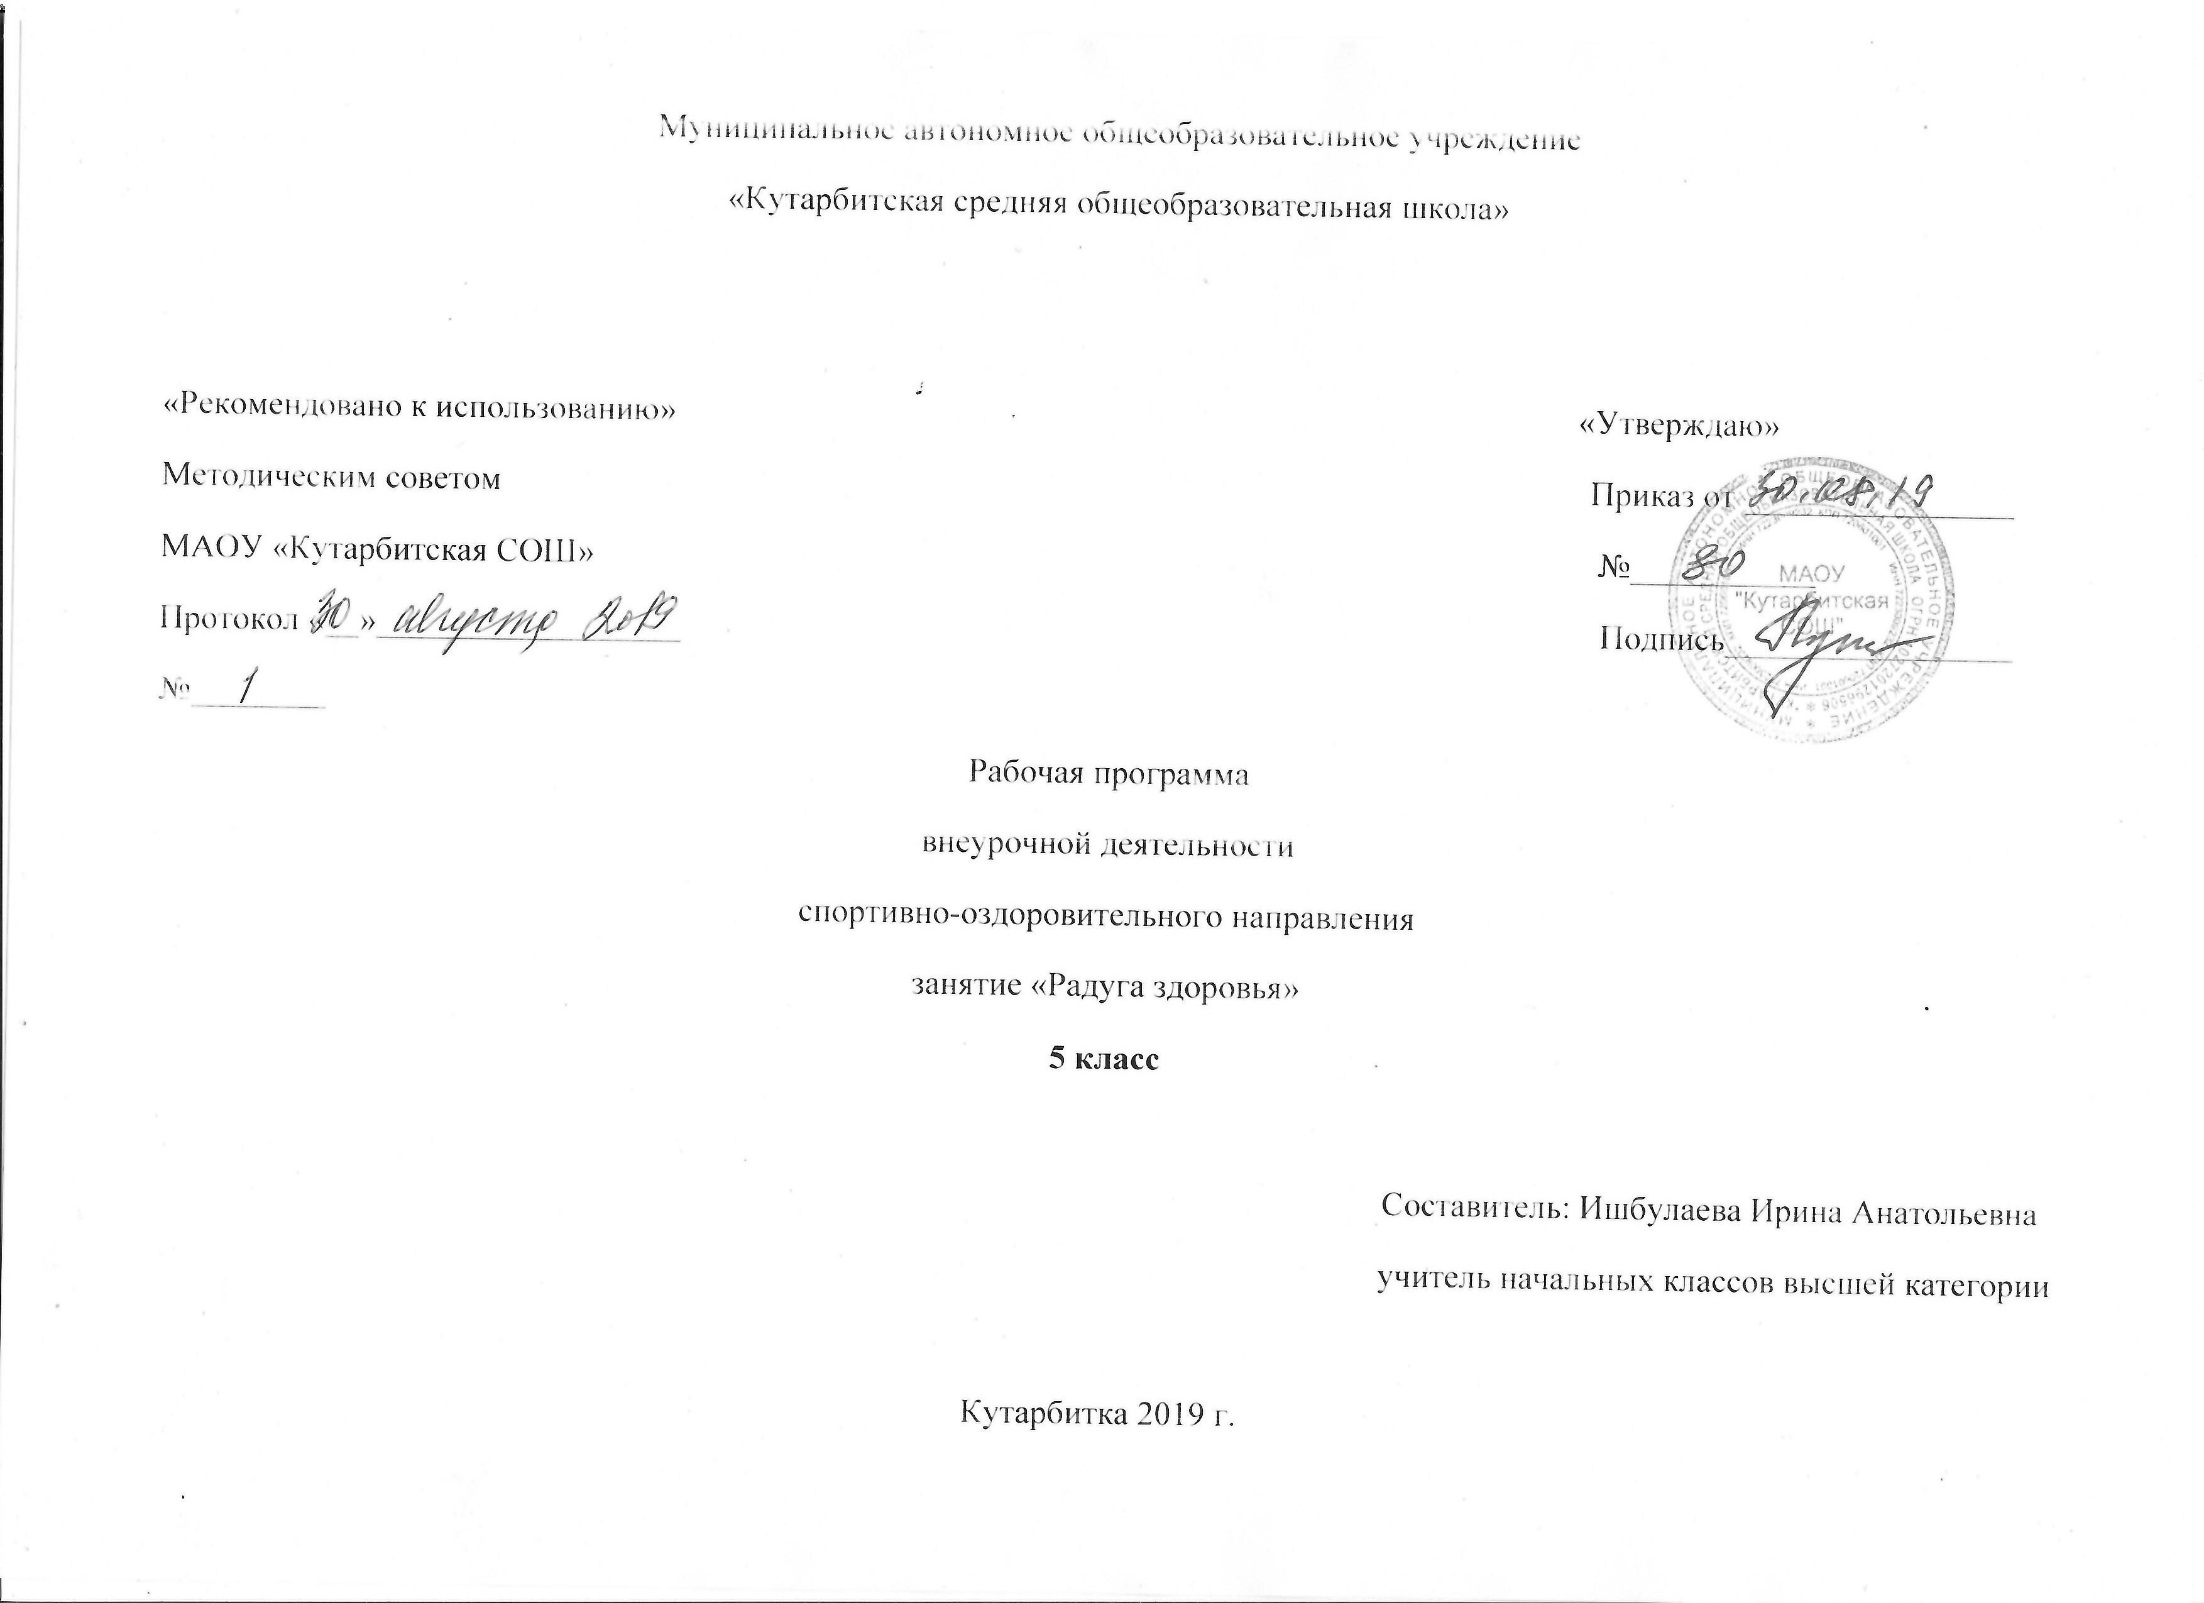 Муниципальное автономное общеобразовательное учреждение
«Кутарбитская средняя общеобразовательная школа»
«Рекомендовано к использованию»
Методическим советом
МАОУ «Кутарбитская СОШ»
Протокол «30» августа 2019
№ 1
«Утверждаю»
Приказ от 30.08.19
№ 80
Подпись
МАОУ
"Кутарбитская
СОШ"
Рабочая программа
внеурочной деятельности
спортивно-оздоровительного направления
занятие «Радуга здоровья»
5 класс
Составитель: Ишбулаева Ирина Анатольевна
учитель начальных классов высшей категории
Кутарбитка 2019 г.